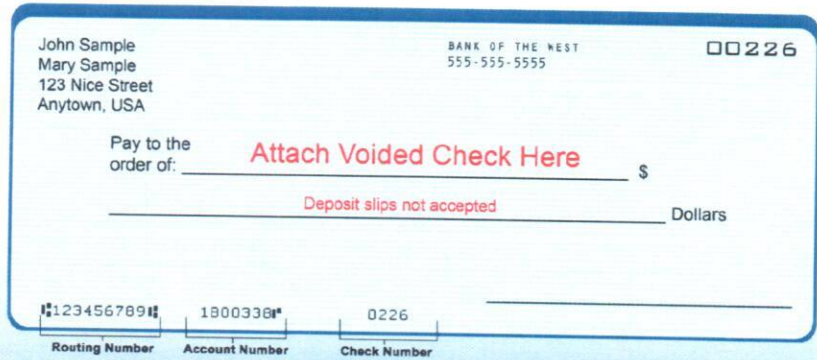 John Sample
Mary Sample
123 Nice Street
Anytown, USA
BANK OF THE WEST
555-555-5555
00226
Pay to the
order of:
Attach Voided Check Here
$
Deposit slips not accepted
Dollars
⑆123456789⑆ 1800338⑈ 0226
Routing Number Account Number Check Number